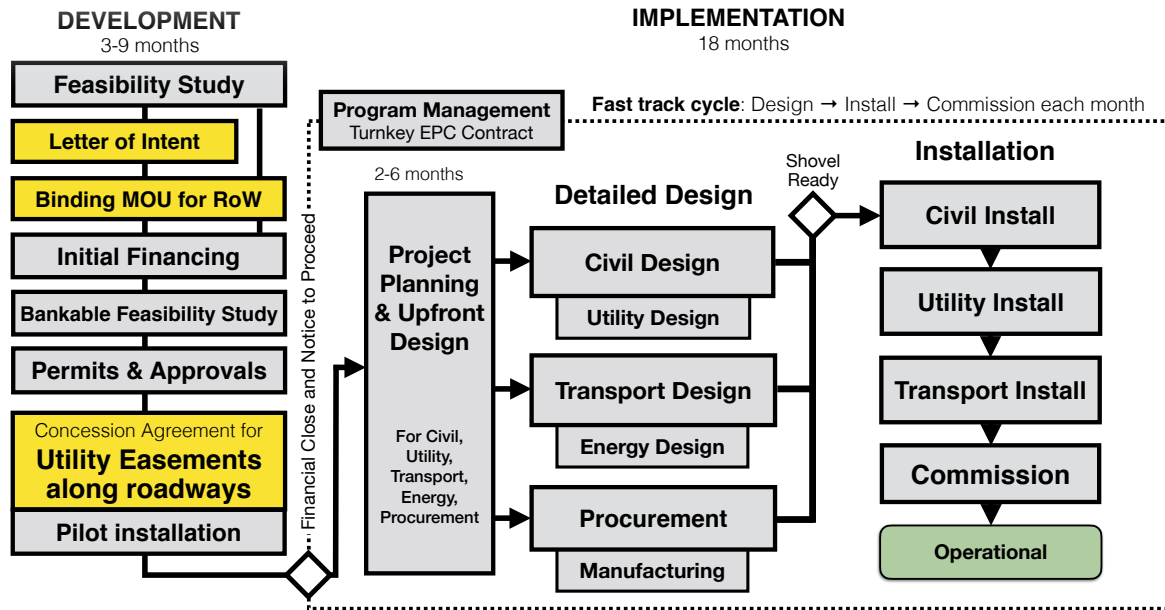 DEVELOPMENT
3-9 months
Feasibility Study
Letter of Intent
Binding MOU for RoW
Initial Financing
Bankable Feasibility Study
Permits & Approvals
Concession Agreement for
Utility Easements
along roadways
Pilot installation
Financial Close and Notice to Proceed
IMPLEMENTATION
18 months
Program Management
Turnkey EPC Contract
Fast track cycle: Design → Install → Commission each month
2-6 months
Project
Planning
& Upfront
Design
For Civil,
Utility,
Transport,
Energy,
Procurement
Detailed Design
Civil Design
Utility Design
Transport Design
Energy Design
Procurement
Manufacturing
Shovel
Ready
Installation
Civil Install
Utility Install
Transport Install
Commission
Operational